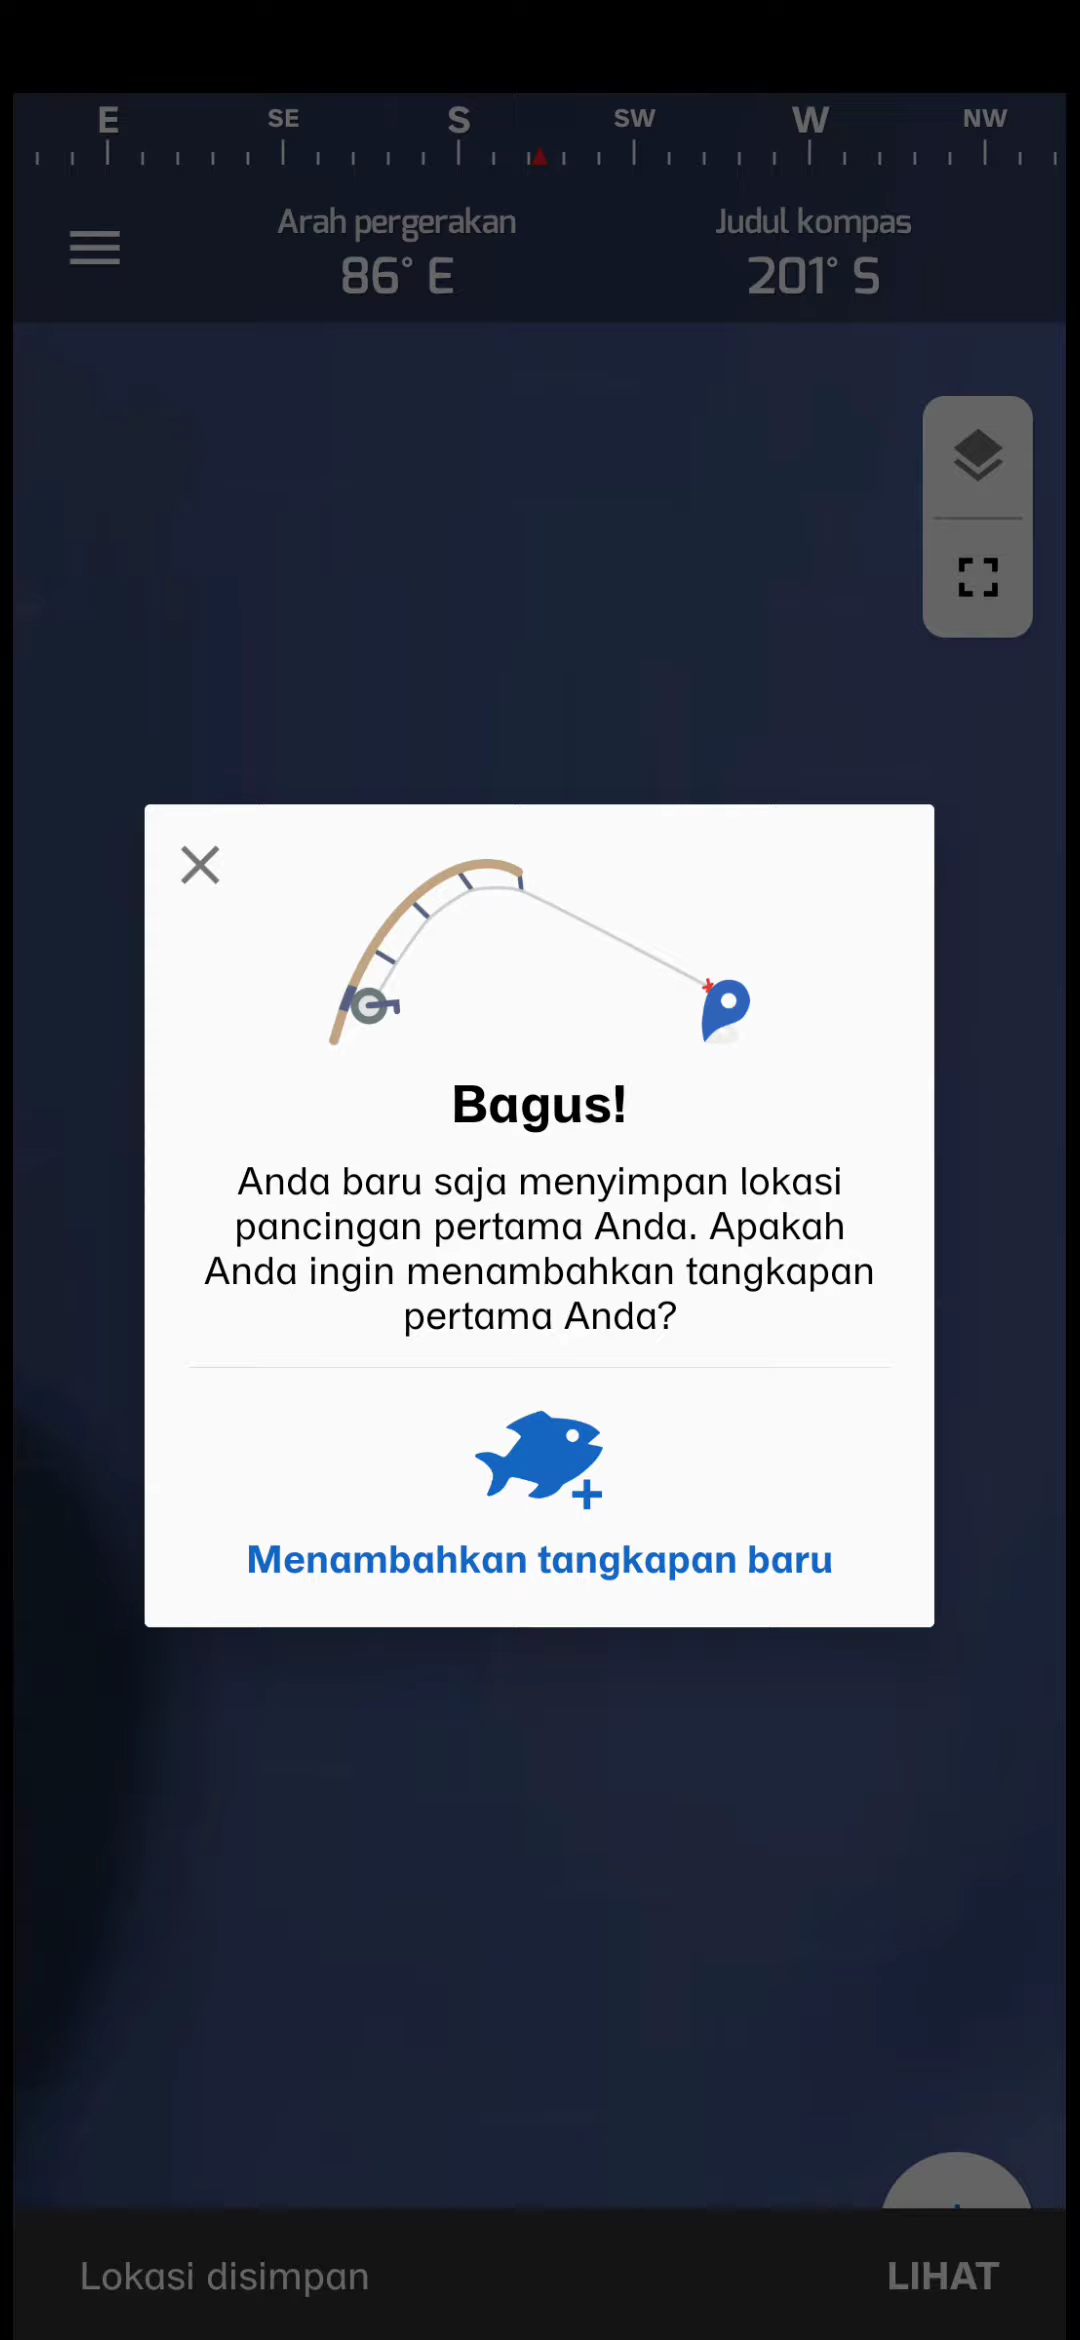 E SE S SW W NW
Arah pergerakan Judul kompas
86° E 201° S
Bagus!
Anda baru saja menyimpan lokasi
pancingan pertama Anda. Apakah
Anda ingin menambahkan tangkapan
pertama Anda?
Menambahkan tangkapan baru
Lokasi disimpan LIHAT